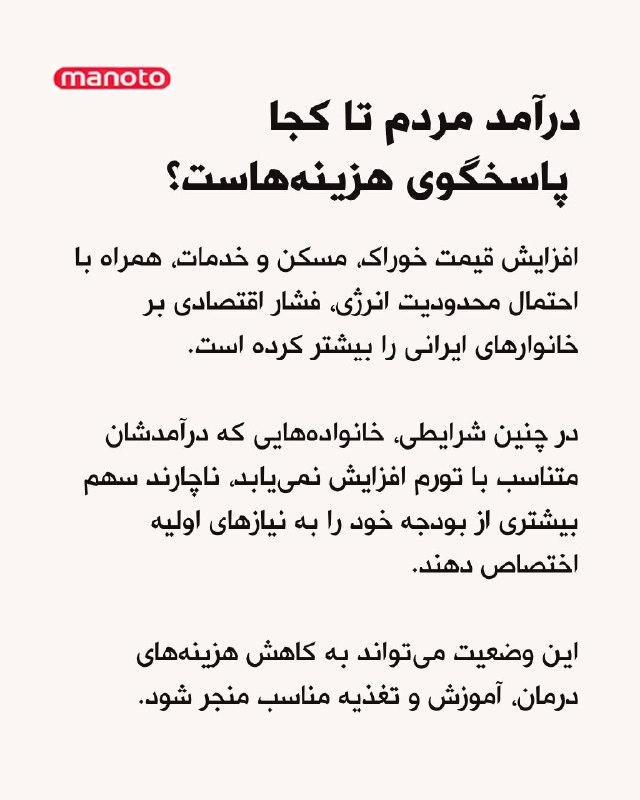 manoto
درآمد مردم تا کجا
پاسخگوی هزینه‌هاست؟
افزایش قیمت خوراک، مسکن و خدمات، همراه با
احتمال محدودیت انرژی، فشار اقتصادی بر
خانوارهای ایرانی را بیشتر کرده است.
در چنین شرایطی، خانواده‌هایی که درآمدشان
متناسب با تورم افزایش نمی‌یابد، ناچارند سهم
بیشتری از بودجه خود را به نیازهای اولیه
اختصاص دهند.
این وضعیت می‌تواند به کاهش هزینه‌های
درمان، آموزش و تغذیه مناسب منجر شود.